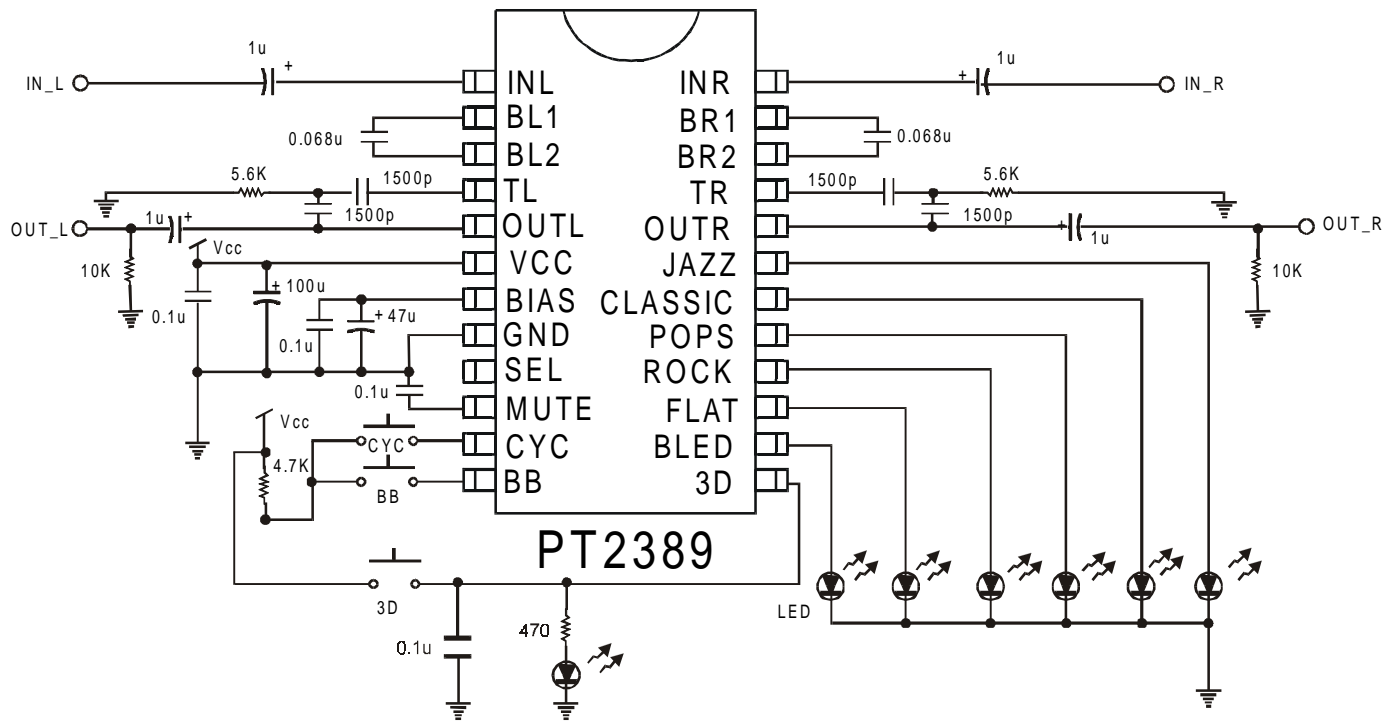 1u
+
IN_L
INL
INR
+
1u
IN_R
0.068u
BL1
BR1
0.068u
BL2
BR2
5.6K
1500p
TL
TR
1500p
5.6K
1500p
1500p
OUT_L
1u
+
OUTL
OUTR
+
1u
OUT_R
Vcc
10K
VCC
JAZZ
10K
+
100u
0.1u
BIAS
CLASSIC
+
47u
0.1u
GND
POPS
SEL
ROCK
0.1u
MUTE
FLAT
Vcc
CYC
CYC
BLED
4.7K
BB
BB
3D
PT2389
3D
LED
0.1u
470